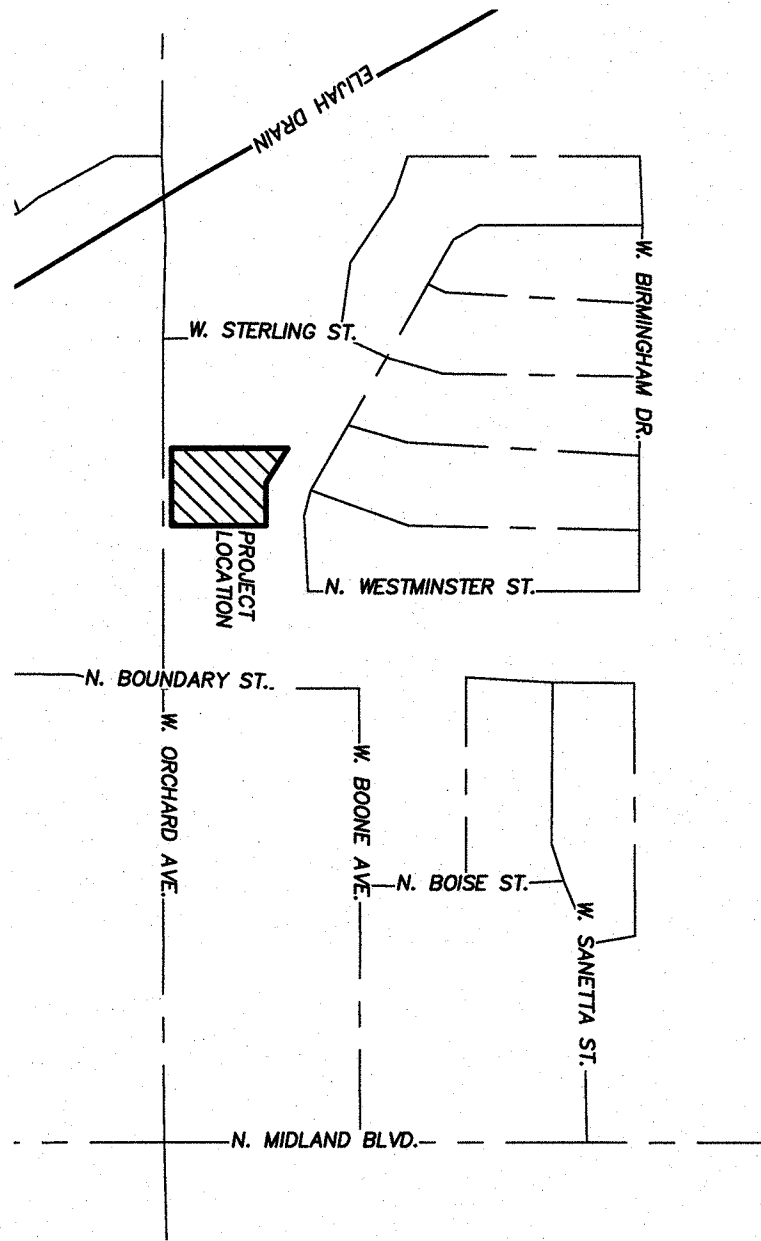 ELIJAH DRAIN
W. BIRMINGHAM DR.
W. STERLING ST.
PROJECT
LOCATION
N. WESTMINSTER ST.
N. BOUNDARY ST.
W. ORCHARD AVE.
W. BOONE AVE.
N. BOISE ST.
W. SANETTA ST.
N. MIDLAND BLVD.